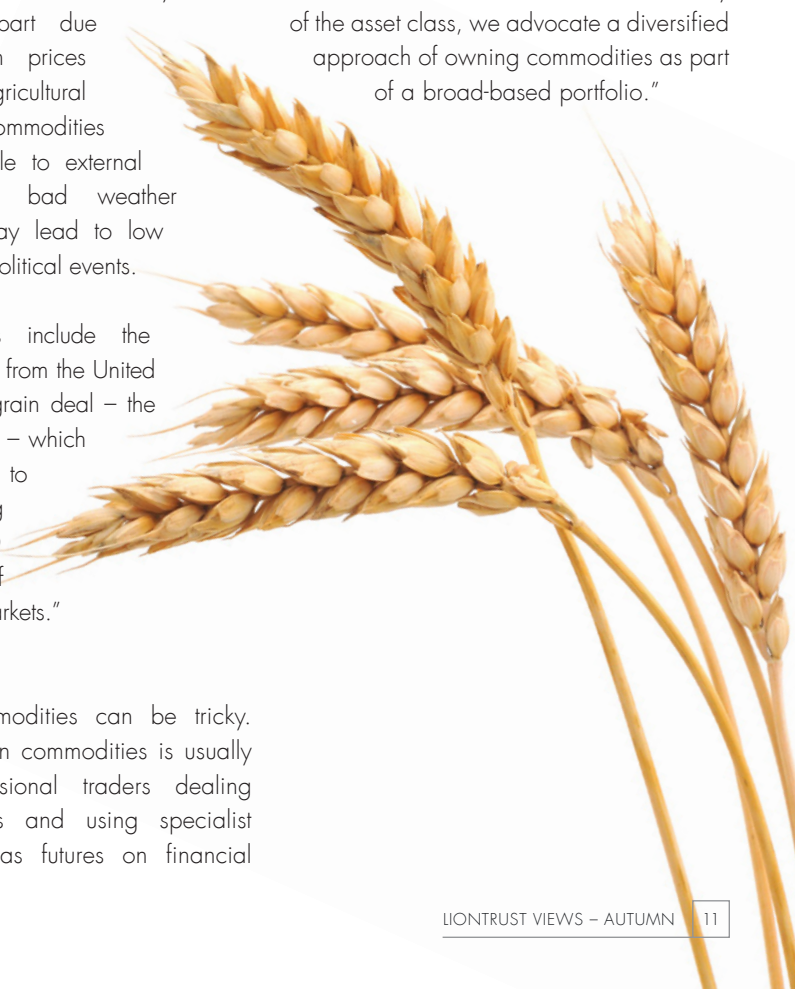 part due
prices
gricultural
ommodities
le to external
bad weather
ay lead to low
olitical events.
include the
from the United
grain deal – the
– which
to
rkets.”
modities can be tricky.
n commodities is usually
sional traders dealing
s and using specialist
as futures on financial
of the asset class, we advocate a diversified
approach of owning commodities as part
of a broad-based portfolio.”
LIONTRUST VIEWS – AUTUMN 11